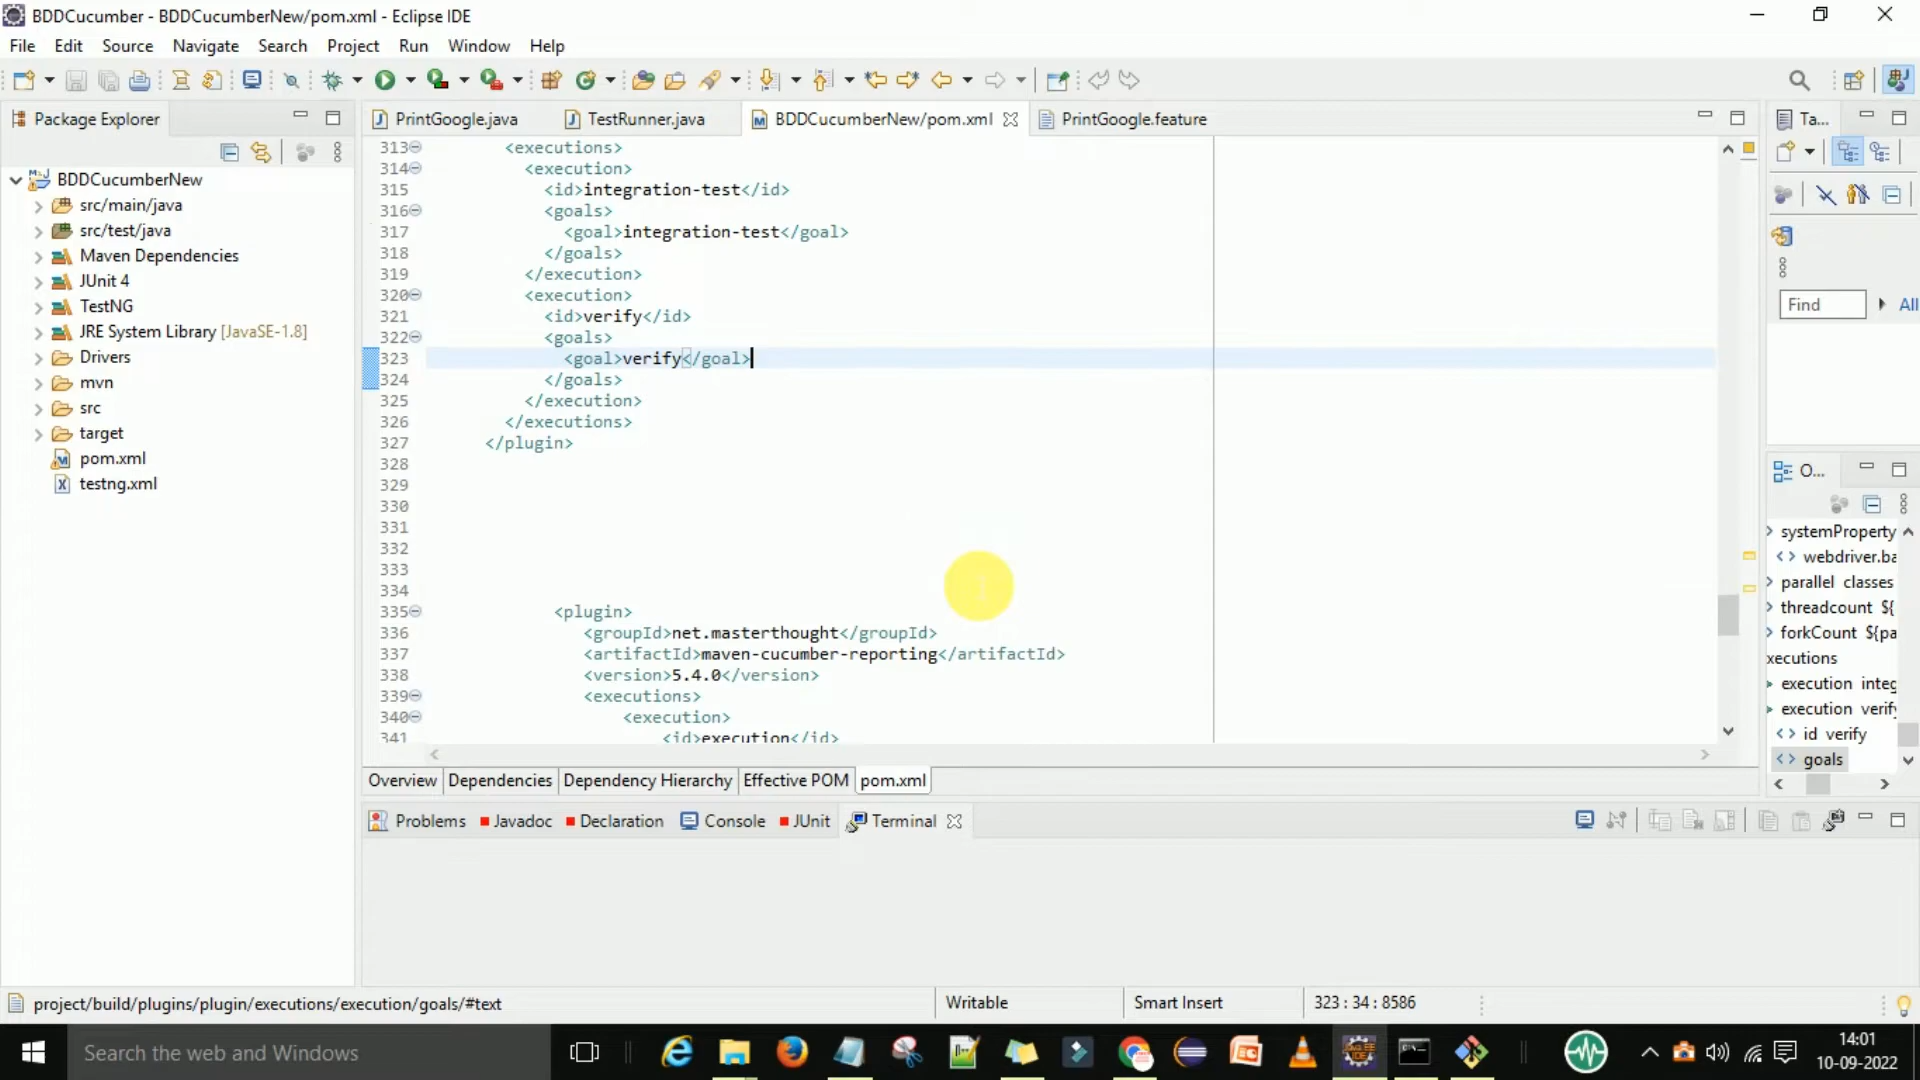 BDDCucumber - BDDCucumberNew/pom.xml - Eclipse IDE
File Edit Source Navigate Search Project Run Window Help
Package Explorer
BDDCucumberNew
src/main/java
src/test/java
Maven Dependencies
JUnit 4
TestNG
JRE System Library [JavaSE-1.8]
Drivers
mvn
src
target
pom.xml
testng.xml
PrintGoogle.java TestRunner.java BDDCucumberNew/pom.xml PrintGoogle.feature
313 <executions>
314 <execution>
315 <id>integration-test</id>
316 <goals>
317 <goal>integration-test</goal>
318 </goals>
319 </execution>
320 <execution>
321 <id>verify</id>
322 <goals>
323 <goal>verify</goal>
324 </goals>
325 </execution>
326 </executions>
327 </plugin>
328
329
330
331
332
333
334
335 <plugin>
336 <groupId>net.masterthought</groupId>
337 <artifactId>maven-cucumber-reporting</artifactId>
338 <version>5.4.0</version>
339 <executions>
340 <execution>
341 <id>execution</id>
Overview Dependencies Dependency Hierarchy Effective POM pom.xml
Problems Javadoc Declaration Console JUnit Terminal
Ta...
Find All
O...
systemProperty
webdriver.ba
parallel classes
threadcount ${
forkCount ${pa
xecutions
execution integ
execution verify
id verify
goals
project/build/plugins/plugin/executions/execution/goals/#text
Writable
Smart Insert
323 : 34 : 8586
Search the web and Windows
14:01
10-09-2022